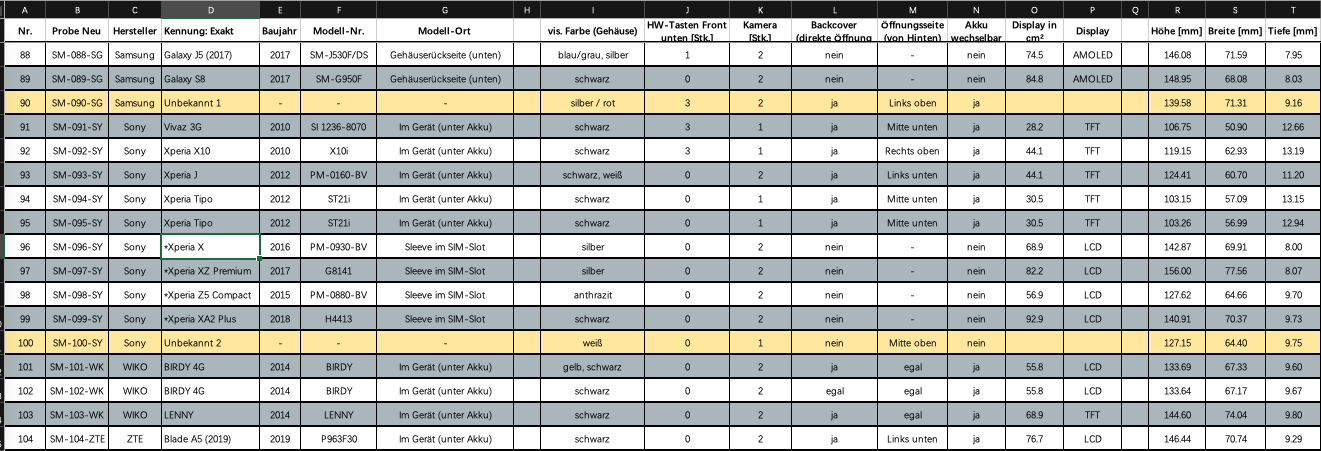 A B C D E F G H I J K L M N O P Q R S T
Nr. Probe Neu Hersteller Kennung: Exakt Baujahr Modell-Nr. Modell-Ort vis. Farbe (Gehäuse) HW-Tasten Front unten [Stk.] Kamera [Stk.] Backcover (direkte Öffnung Öffnungsseite (von Hinten) Akku wechselbar Display in cm² Display Höhe [mm] Breite [mm] Tiefe [mm]
88 SM-088-SG Samsung Galaxy J5 (2017) 2017 SM-J530F/DS Gehäuserückseite (unten) blau/grau, silber 1 2 nein - nein 74.5 AMOLED 146.08 71.59 7.95
89 SM-089-SG Samsung Galaxy S8 2017 SM-G950F Gehäuserückseite (unten) schwarz 0 2 nein - nein 84.8 AMOLED 148.95 68.08 8.03
90 SM-090-SG Samsung Unbekannt 1 - - - silber / rot 3 2 ja Links oben ja 139.58 71.31 9.16
91 SM-091-SY Sony Vivaz 3G 2010 SI 1236-8070 Im Gerät (unter Akku) schwarz 3 1 ja Mitte unten ja 28.2 TFT 106.75 50.90 12.66
92 SM-092-SY Sony Xperia X10 2010 X10i Im Gerät (unter Akku) schwarz 3 1 ja Rechts oben ja 44.1 TFT 119.15 62.93 13.19
93 SM-093-SY Sony Xperia J 2012 PM-0160-BV Im Gerät (unter Akku) schwarz, weiß 0 2 ja Links unten ja 44.1 TFT 124.41 60.70 11.20
94 SM-094-SY Sony Xperia Tipo 2012 ST21i Im Gerät (unter Akku) schwarz 0 1 ja Mitte unten ja 30.5 TFT 103.15 57.09 13.15
95 SM-095-SY Sony Xperia Tipo 2012 ST21i Im Gerät (unter Akku) schwarz 0 1 ja Mitte unten ja 30.5 TFT 103.26 56.99 12.94
96 SM-096-SY Sony *Xperia X 2016 PM-0930-BV Sleeve im SIM-Slot silber 0 2 nein - nein 68.9 LCD 142.87 69.91 8.00
97 SM-097-SY Sony *Xperia XZ Premium 2017 G8141 Sleeve im SIM-Slot silber 0 2 nein - nein 82.2 LCD 156.00 77.56 8.07
98 SM-098-SY Sony *Xperia Z5 Compact 2015 PM-0880-BV Sleeve im SIM-Slot anthrazit 0 2 nein - nein 56.9 LCD 127.62 64.66 9.70
99 SM-099-SY Sony *Xperia XA2 Plus 2018 H4413 Sleeve im SIM-Slot schwarz 0 2 nein - nein 92.9 LCD 140.91 70.37 9.73
100 SM-100-SY Sony Unbekannt 2 - - - weiß 0 1 nein Mitte oben nein 127.15 64.40 9.75
101 SM-101-WK WIKO BIRDY 4G 2014 BIRDY Im Gerät (unter Akku) gelb, schwarz 0 2 ja egal ja 55.8 LCD 133.69 67.33 9.60
102 SM-102-WK WIKO BIRDY 4G 2014 BIRDY Im Gerät (unter Akku) schwarz 0 2 egal egal ja 55.8 LCD 133.64 67.17 9.67
103 SM-103-WK WIKO LENNY 2014 LENNY Im Gerät (unter Akku) schwarz 0 2 ja egal ja 68.9 TFT 144.60 74.04 9.80
104 SM-104-ZTE ZTE Blade A5 (2019) 2019 P963F30 Im Gerät (unter Akku) schwarz 0 2 ja Links unten ja 76.7 LCD 146.44 70.74 9.29